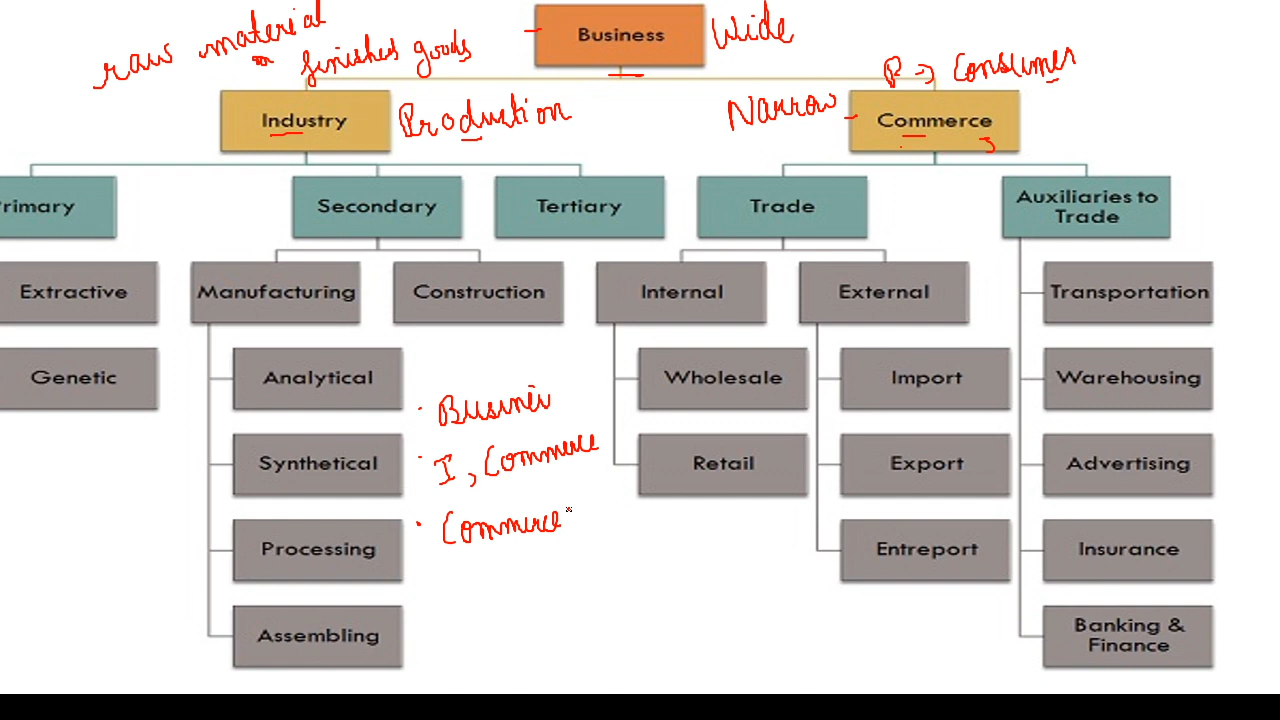 raw material
finished goods
Business
Wide
P → Consumer
Industry
Production
Narrow
Commerce
rimary
Secondary
Tertiary
Trade
Auxiliaries to
Trade
Extractive
Manufacturing
Construction
Internal
External
Transportation
Genetic
Analytical
Wholesale
Import
Warehousing
· Busines
Synthetical
· I, Commerce
Retail
Export
Advertising
· Commerce
Processing
Entreport
Insurance
Assembling
Banking &
Finance